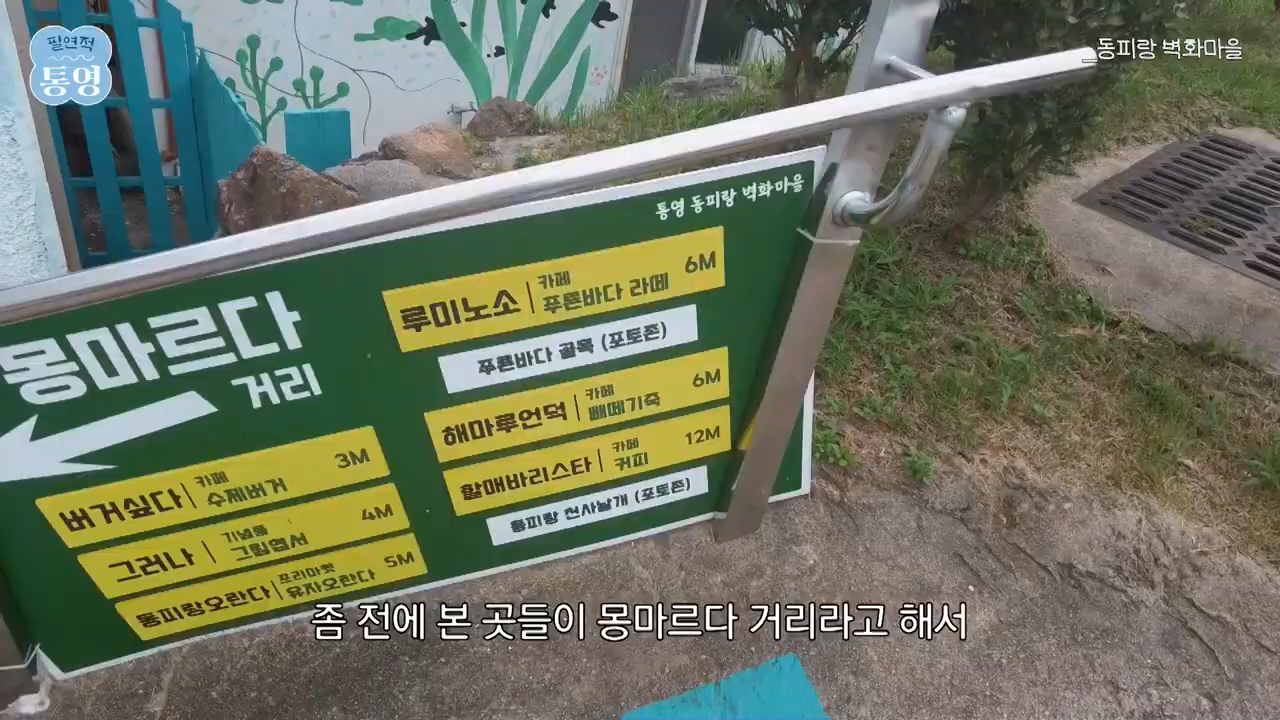 필연적
통영
_동피랑 벽화마을
통영 동피랑 벽화마을
몽마르다
거리
버거싶다 카페 수제버거 3M
그러나 기념품 그림엽서 4M
동피랑오란다 프리마켓 유자오란다 5M
루미노소 카페 푸른바다 라떼 6M
푸른바다 골목 (포토존)
해마루언덕 카페 빼떼기죽 6M
할매바리스타 카페 커피 12M
동피랑 천사날개 (포토존)
좀 전에 본 곳들이 몽마르다 거리라고 해서